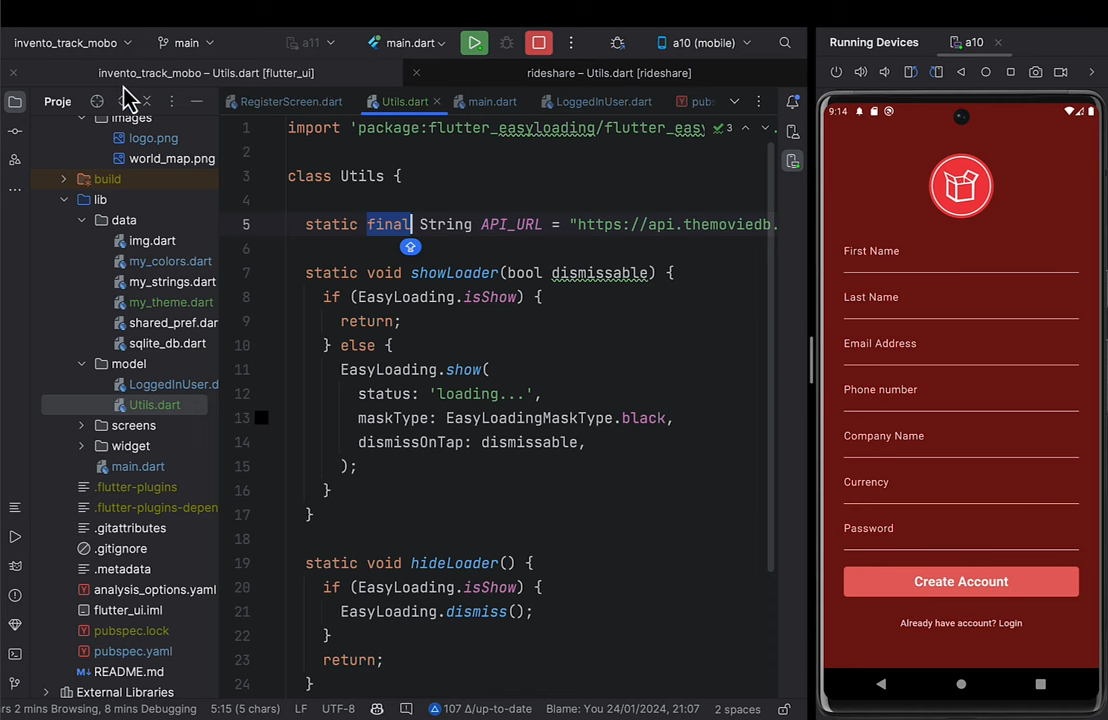 invento_track_mobo
main
a11
main.dart
a10 (mobile)
Running Devices
a10
invento_track_mobo – Utils.dart [flutter_ui]
rideshare – Utils.dart [rideshare]
Proje
RegisterScreen.dart
Utils.dart
main.dart
LoggedInUser.dart
pubs
images
logo.png
world_map.png
build
lib
data
img.dart
my_colors.dart
my_strings.dart
my_theme.dart
shared_pref.dar
sqlite_db.dart
model
LoggedInUser.d
Utils.dart
screens
widget
main.dart
.flutter-plugins
.flutter-plugins-depen
.gitattributes
.gitignore
.metadata
analysis_options.yaml
flutter_ui.iml
pubspec.lock
pubspec.yaml
README.md
External Libraries
1 import 'package:flutter_easyloading/flutter_easy
3
2
3 class Utils {
4
5 static final String API_URL = "https://api.themoviedb.
6
7 static void showLoader(bool dismissable) {
8 if (EasyLoading.isShow) {
9 return;
10 } else {
11 EasyLoading.show(
12 status: 'loading...',
13 maskType: EasyLoadingMaskType.black,
14 dismissOnTap: dismissable,
15 );
16 }
17 }
18
19 static void hideLoader() {
20 if (EasyLoading.isShow) {
21 EasyLoading.dismiss();
22 }
23 return;
24 }
9:14
First Name
Last Name
Email Address
Phone number
Company Name
Currency
Password
Create Account
Already have account? Login
rs 2 mins Browsing, 8 mins Debugging
5:15 (5 chars)
LF
UTF-8
107 Δ/up-to-date
Blame: You 24/01/2024, 21:07
2 spaces